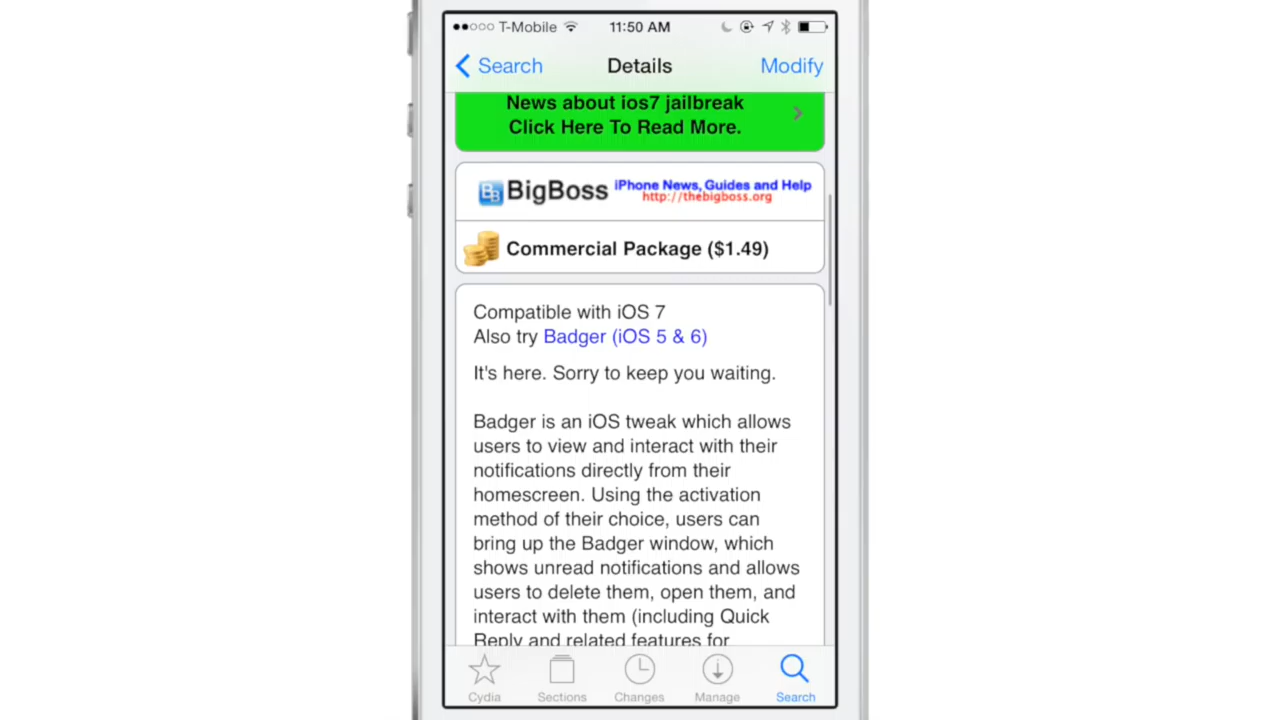 T-Mobile 11:50 AM
Search Details Modify
News about ios7 jailbreak
Click Here To Read More.
BigBoss iPhone News, Guides and Help
http://thebigboss.org
Commercial Package ($1.49)
Compatible with iOS 7
Also try Badger (iOS 5 & 6)
It's here. Sorry to keep you waiting.
Badger is an iOS tweak which allows
users to view and interact with their
notifications directly from their
homescreen. Using the activation
method of their choice, users can
bring up the Badger window, which
shows unread notifications and allows
users to delete them, open them, and
interact with them (including Quick
Reply and related features for
Cydia Sections Changes Manage Search